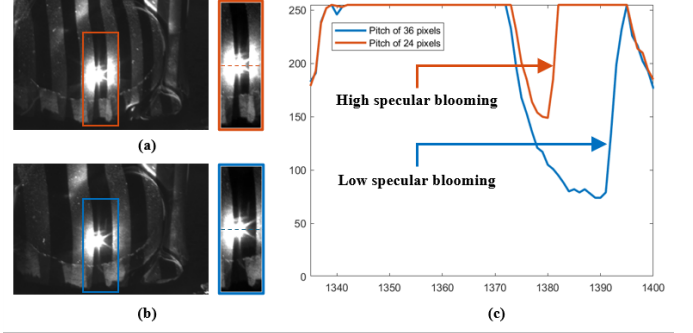 (a)
(b)
250
200
150
100
50
0
Pitch of 36 pixels
Pitch of 24 pixels
High specular blooming
Low specular blooming
1340
1350
1360
1370
1380
1390
1400
(c)